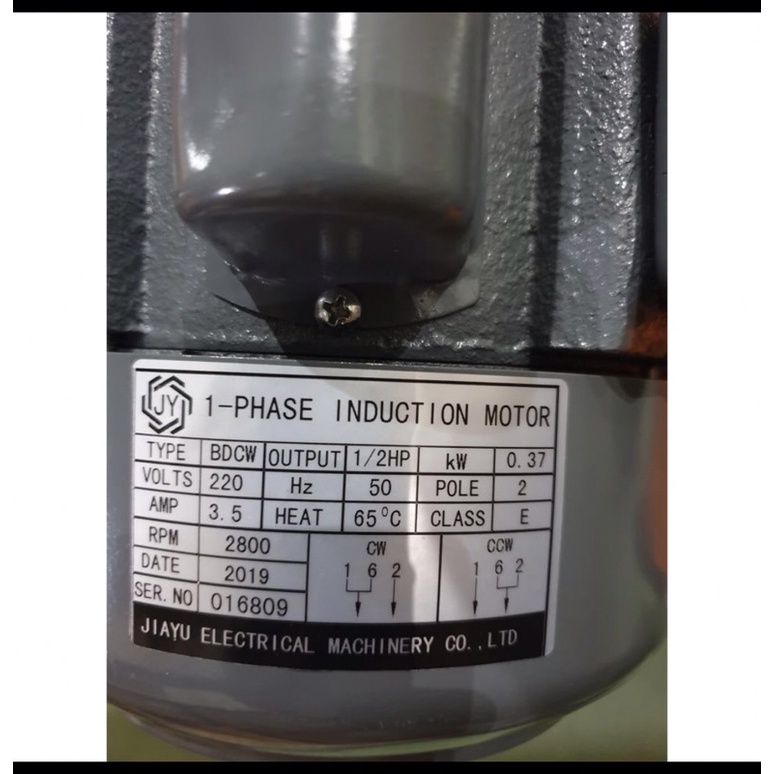 JY 1-PHASE INDUCTION MOTOR
TYPE BDCW OUTPUT 1/2HP kW 0.37
VOLTS 220 Hz 50 POLE 2
AMP 3.5 HEAT 65°C CLASS E
RPM 2800
DATE 2019
SER. NO 016809
CW
1 6 2
CCW
1 6 2
JIAYU ELECTRICAL MACHINERY CO.,LTD